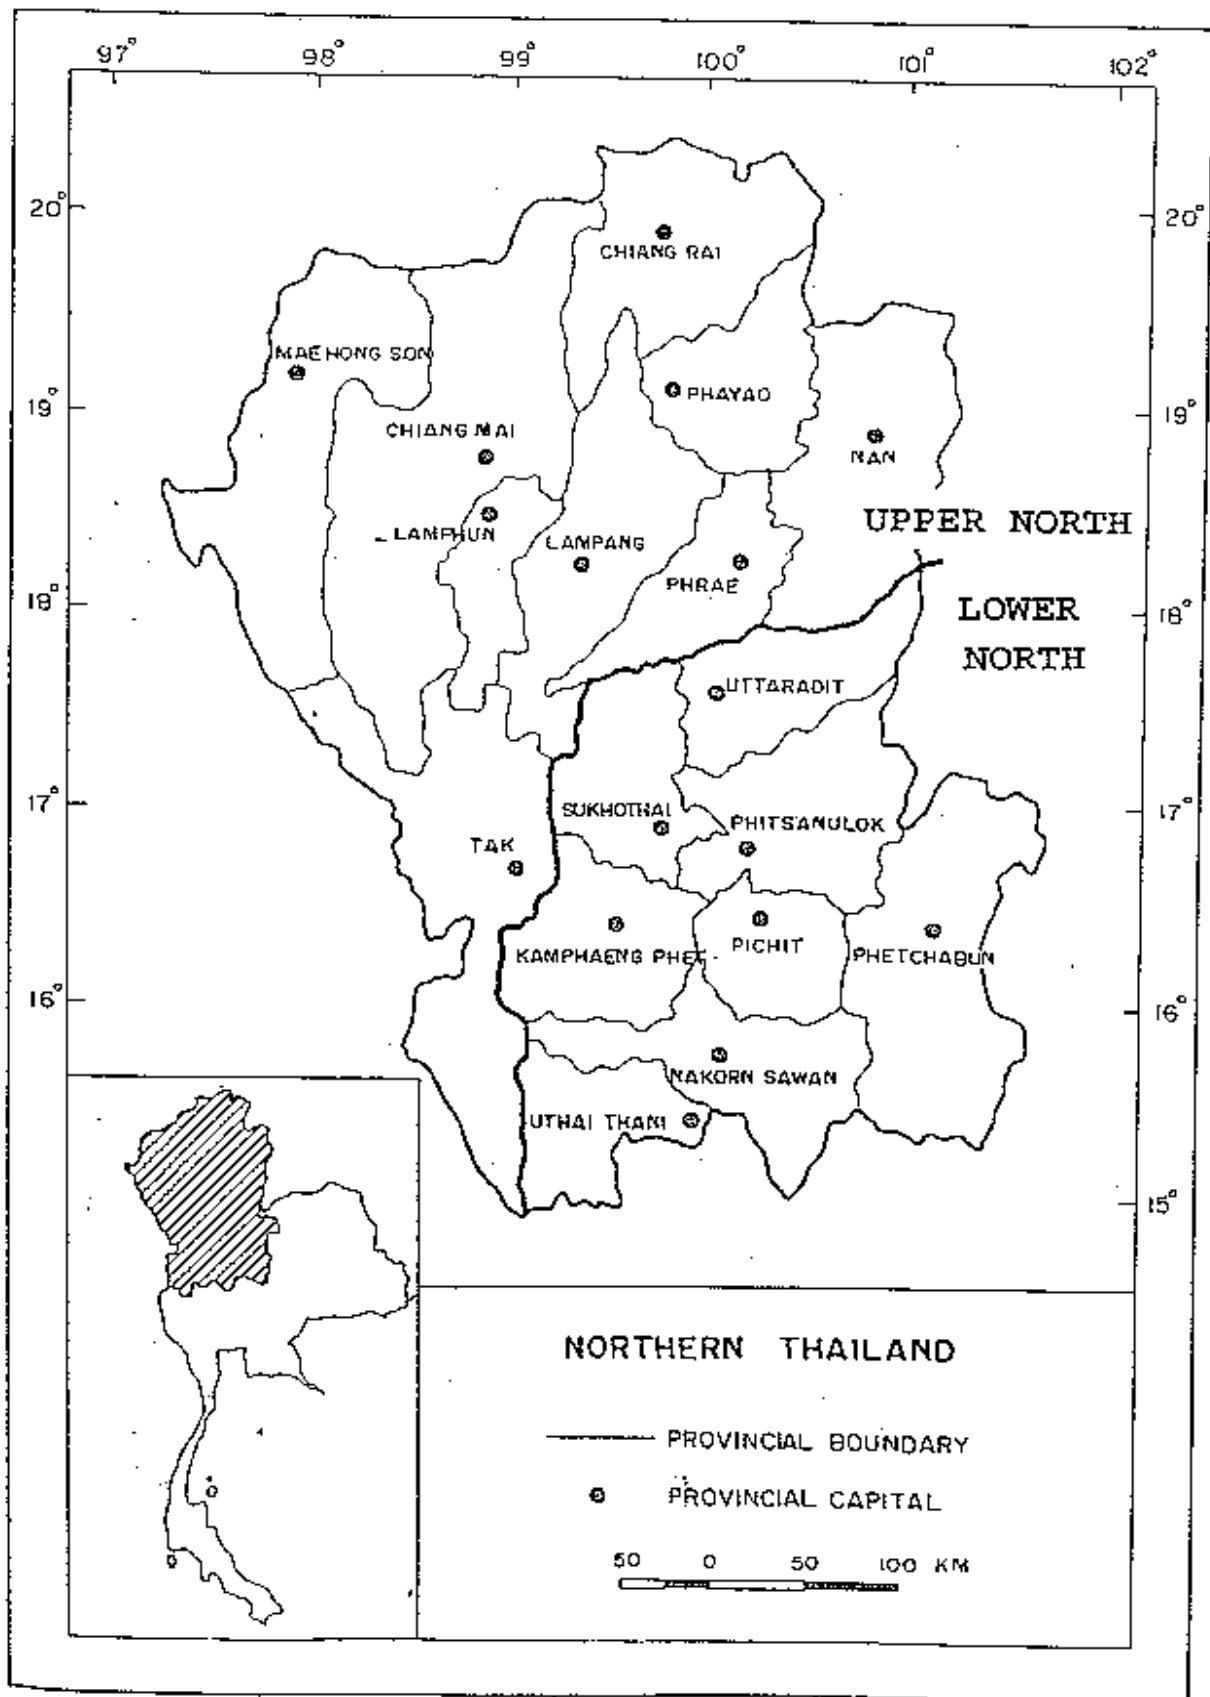 97° 98° 99° 100° 101° 102°
20° 20°
CHIANG RAI
MAE HONG SON
19° PHAYAO 19°
CHIANG MAI
NAN
UPPER NORTH
LAMPHUN LAMPANG
PHRAE
18° LOWER 18°
NORTH
UTTARADIT
17° SUKHOTHAI PHITSANULOK 17°
TAK
KAMPHAENG PHET PICHIT PHETCHABUN
16° 16°
NAKORN SAWAN
UTHAI THANI
15°
NORTHERN THAILAND
PROVINCIAL BOUNDARY
PROVINCIAL CAPITAL
50 0 50 100 KM